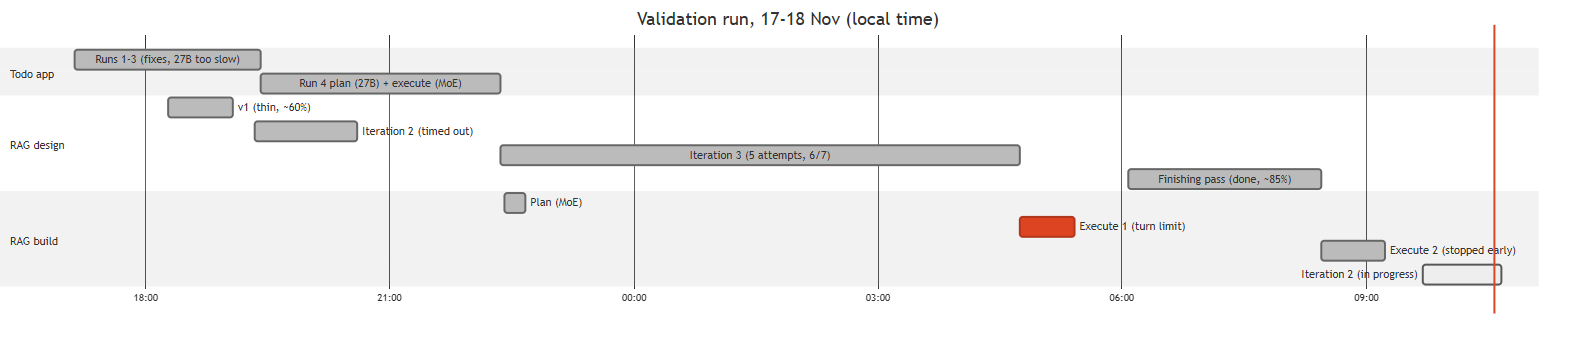 Validation run, 17-18 Nov (local time)
Todo app
Runs 1-3 (fixes, 27B too slow)
Run 4 plan (27B) + execute (MoE)
RAG design
v1 (thin, ~60%)
Iteration 2 (timed out)
Iteration 3 (5 attempts, 6/7)
Finishing pass (done, ~85%)
RAG build
Plan (MoE)
Execute 1 (turn limit)
Execute 2 (stopped early)
Iteration 2 (in progress)
18:00 21:00 00:00 03:00 06:00 09:00